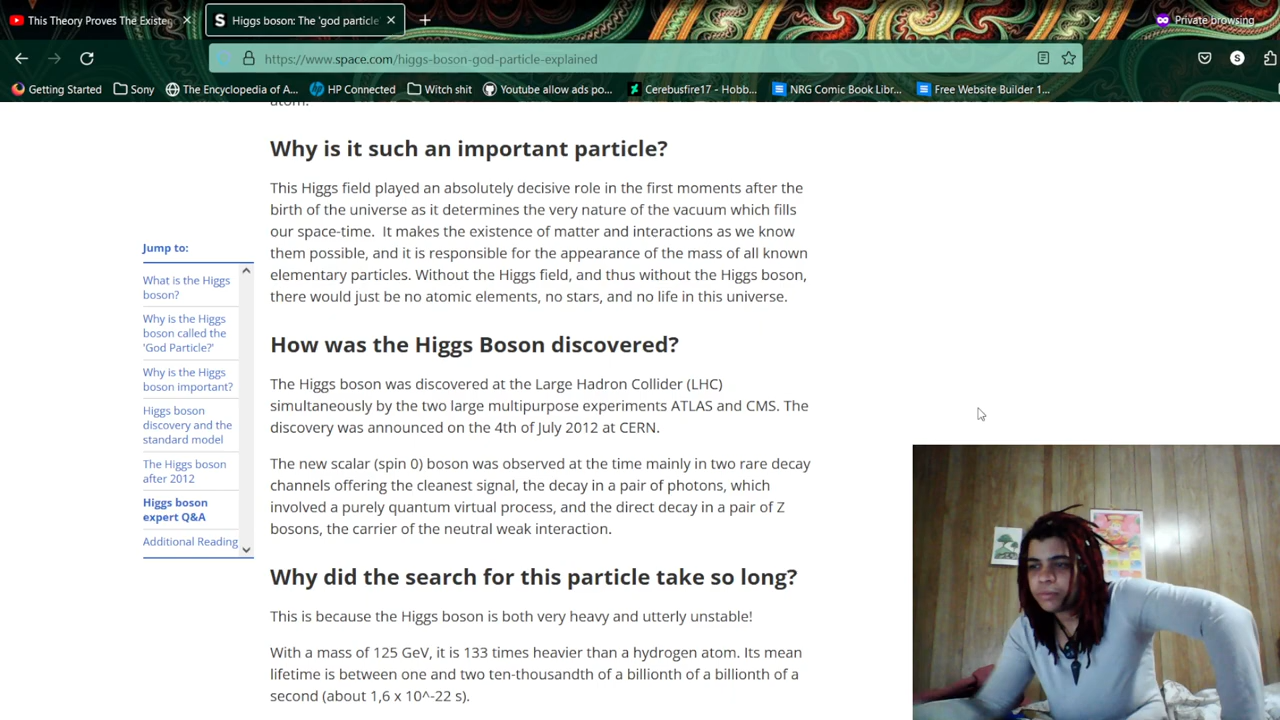 This Theory Proves The Existe
Higgs boson: The 'god particle'
Private browsing
https://www.space.com/higgs-boson-god-particle-explained
Getting Started
Sony
The Encyclopedia of A...
HP Connected
Witch shit
Youtube allow ads po...
Cerebusfire17 - Hobb...
NRG Comic Book Libr...
Free Website Builder 1...
atom.
Why is it such an important particle?
This Higgs field played an absolutely decisive role in the first moments after the
birth of the universe as it determines the very nature of the vacuum which fills
our space-time.  It makes the existence of matter and interactions as we know
them possible, and it is responsible for the appearance of the mass of all known
elementary particles. Without the Higgs field, and thus without the Higgs boson,
there would just be no atomic elements, no stars, and no life in this universe.
Jump to:
What is the Higgs
boson?
Why is the Higgs
boson called the
'God Particle?'
Why is the Higgs
boson important?
Higgs boson
discovery and the
standard model
The Higgs boson
after 2012
Higgs boson
expert Q&A
Additional Reading
How was the Higgs Boson discovered?
The Higgs boson was discovered at the Large Hadron Collider (LHC)
simultaneously by the two large multipurpose experiments ATLAS and CMS. The
discovery was announced on the 4th of July 2012 at CERN.
The new scalar (spin 0) boson was observed at the time mainly in two rare decay
channels offering the cleanest signal, the decay in a pair of photons, which
involved a purely quantum virtual process, and the direct decay in a pair of Z
bosons, the carrier of the neutral weak interaction.
Why did the search for this particle take so long?
This is because the Higgs boson is both very heavy and utterly unstable!
With a mass of 125 GeV, it is 133 times heavier than a hydrogen atom. Its mean
lifetime is between one and two ten-thousandth of a billionth of a billionth of a
second (about 1,6 x 10^-22 s).